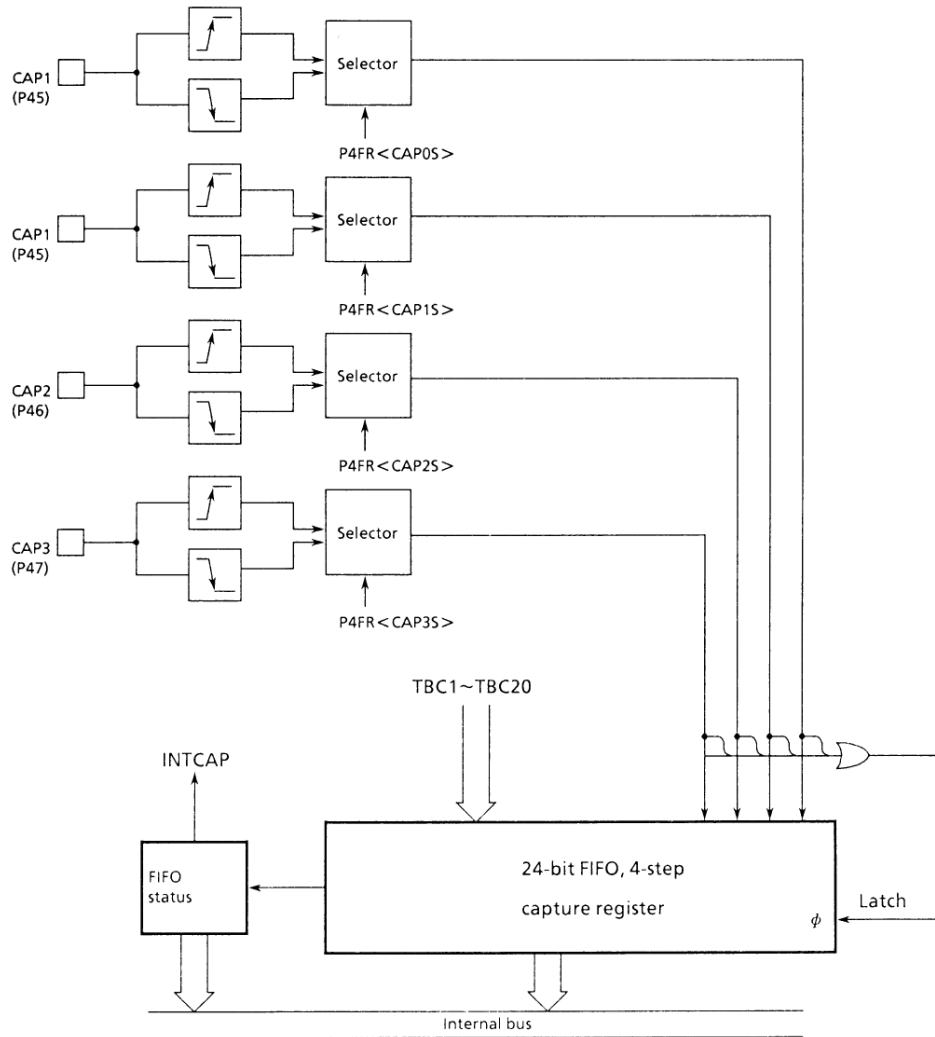 CAP1
(P45)
Selector
P4FR<CAP0S>
CAP1
(P45)
Selector
P4FR<CAP1S>
CAP2
(P46)
Selector
P4FR<CAP2S>
CAP3
(P47)
Selector
P4FR<CAP3S>
TBC1~TBC20
INTCAP
FIFO
status
24-bit FIFO, 4-step
capture register
ϕ
Latch
Internal bus